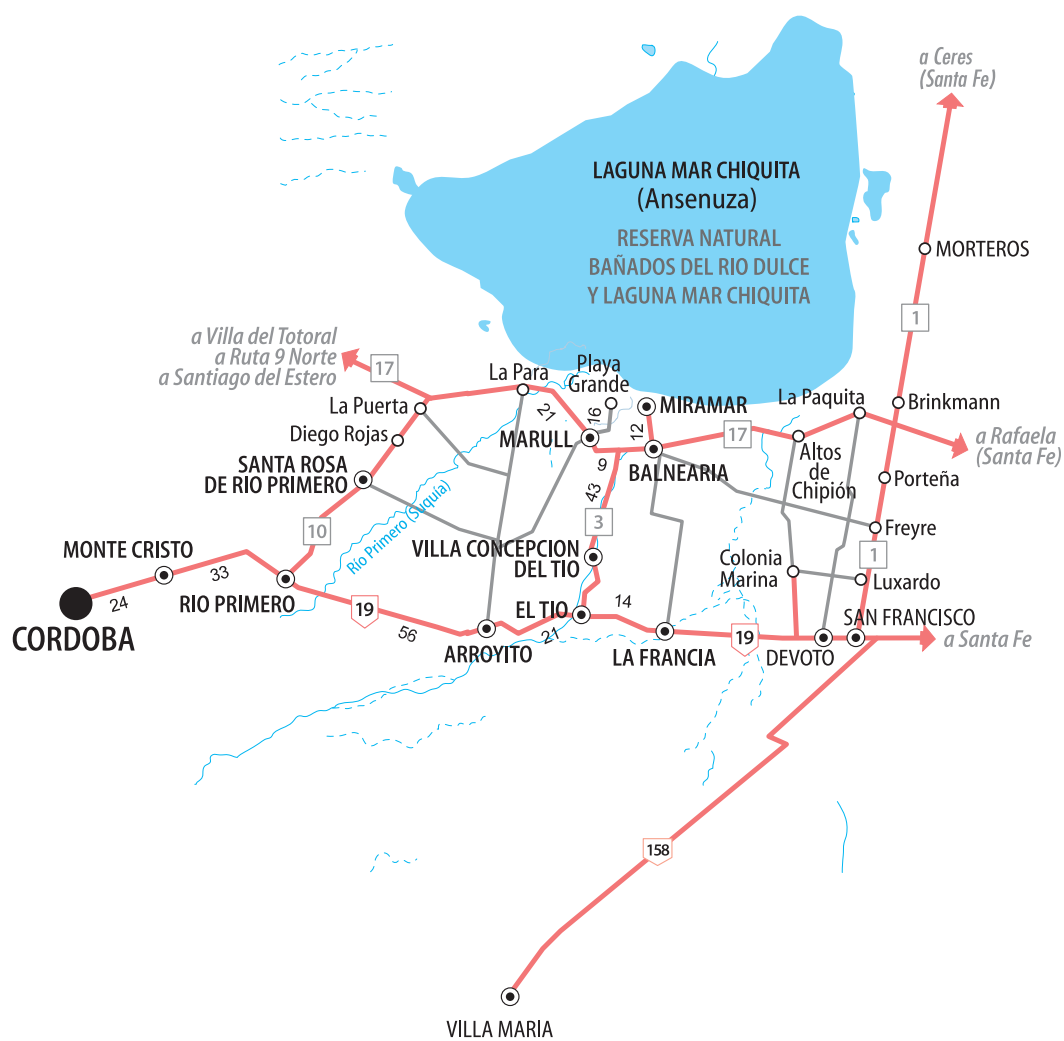 a Ceres
(Santa Fe)
LAGUNA MAR CHIQUITA
(Ansenuza)
RESERVA NATURAL
BAÑADOS DEL RIO DULCE
Y LAGUNA MAR CHIQUITA
MORTEROS
1
a Villa del Totoral
a Ruta 9 Norte
a Santiago del Estero
17
La Para
Playa
Grande
La Puerta
21
16
MIRAMAR
La Paquita
Brinkmann
Diego Rojas
MARULL
12
17
a Rafaela
(Santa Fe)
SANTA ROSA
DE RIO PRIMERO
9
BALNEARIA
Altos
de
Chipión
Porteña
43
Río Primero (Suquía)
10
3
Freyre
MONTE CRISTO
VILLA CONCEPCION
DEL TIO
1
33
Colonia
Marina
Luxardo
24
RIO PRIMERO
19
EL TIO
14
SAN FRANCISCO
CORDOBA
56
21
19
a Santa Fe
ARROYITO
LA FRANCIA
DEVOTO
158
VILLA MARIA